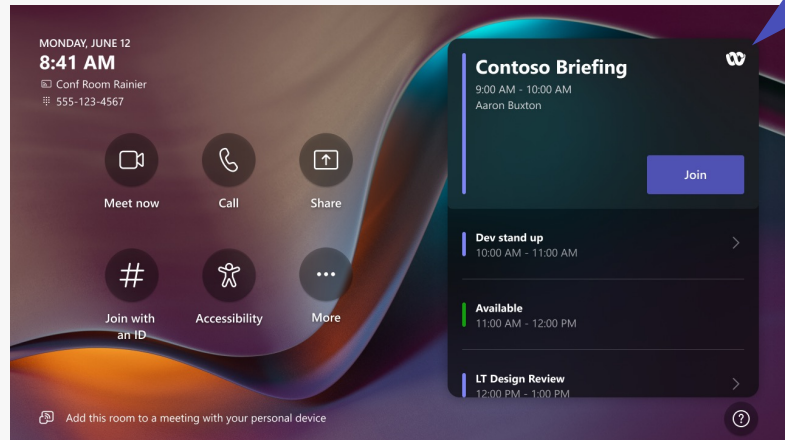 MONDAY, JUNE 12
8:41 AM
Conf Room Rainier
555-123-4567
Meet now
Call
Share
Join with
an ID
Accessibility
More
Add this room to a meeting with your personal device
Contoso Briefing
9:00 AM - 10:00 AM
Aaron Buxton
Join
Dev stand up
10:00 AM - 11:00 AM
Available
11:00 AM - 12:00 PM
LT Design Review
12:00 PM - 1:00 PM